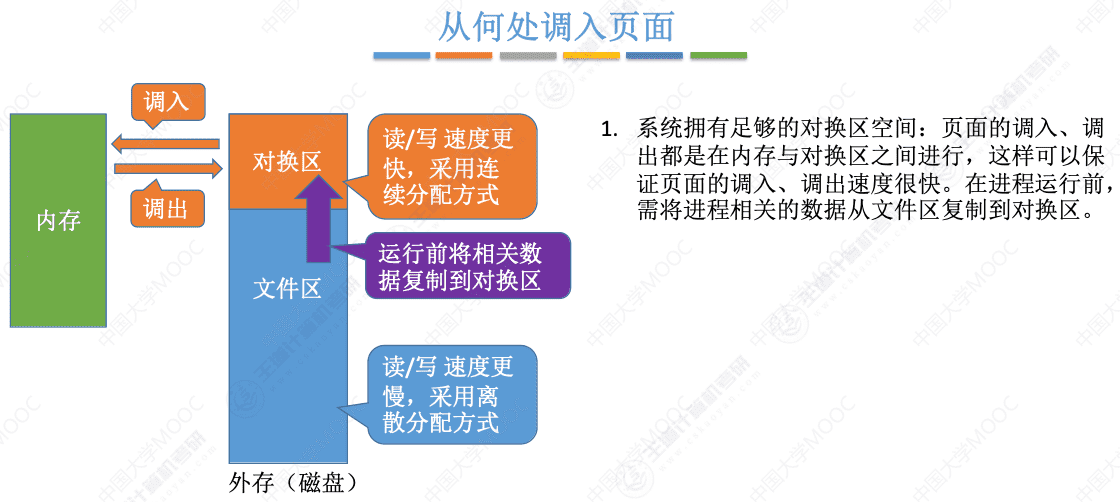 从何处调入页面
调入
调出
内存
对换区
文件区
外存（磁盘）
读/写 速度更
快，采用连
续分配方式
运行前将相关数
据复制到对换区
读/写 速度更
慢，采用离
散分配方式
1. 系统拥有足够的对换区空间：页面的调入、调
出都是在内存与对换区之间进行，这样可以保
证页面的调入、调出速度很快。在进程运行前，
需将进程相关的数据从文件区复制到对换区。
中国大学MOOC